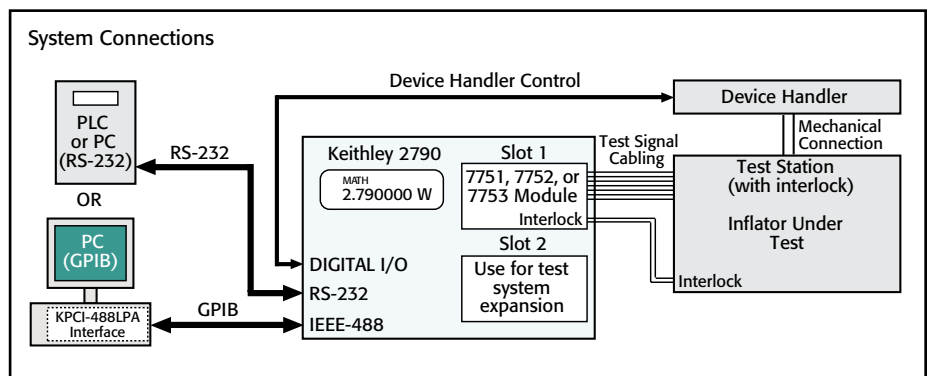 System Connections
Device Handler Control
Device Handler
PLC
or PC
(RS-232)
RS-232
OR
PC
(GPIB)
KPCI-488LPA
Interface
GPIB
Keithley 2790
MATH
2.790000 W
DIGITAL I/O
RS-232
IEEE-488
Slot 1
7751, 7752, or
7753 Module
Interlock
Slot 2
Use for test
system
expansion
Test Signal
Cabling
Mechanical
Connection
Test Station
(with interlock)
Inflator Under
Test
Interlock